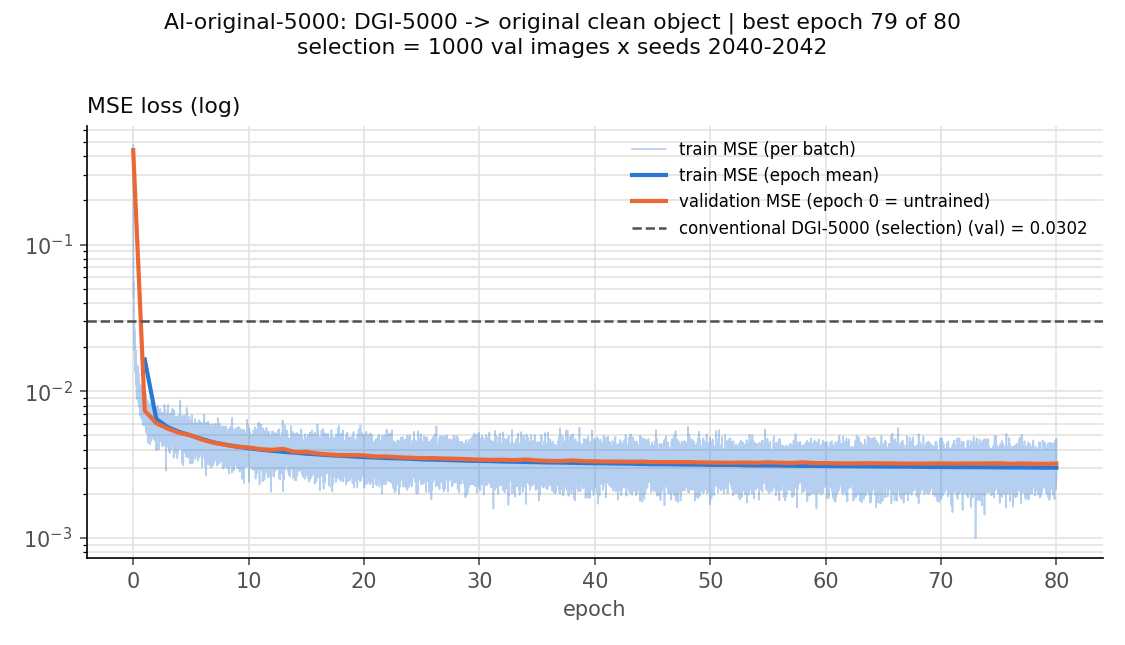 AI-original-5000: DGI-5000 -> original clean object | best epoch 79 of 80
selection = 1000 val images x seeds 2040-2042
MSE loss (log)
train MSE (per batch)
train MSE (epoch mean)
validation MSE (epoch 0 = untrained)
conventional DGI-5000 (selection) (val) = 0.0302
10⁻¹
10⁻²
10⁻³
0 10 20 30 40 50 60 70 80
epoch